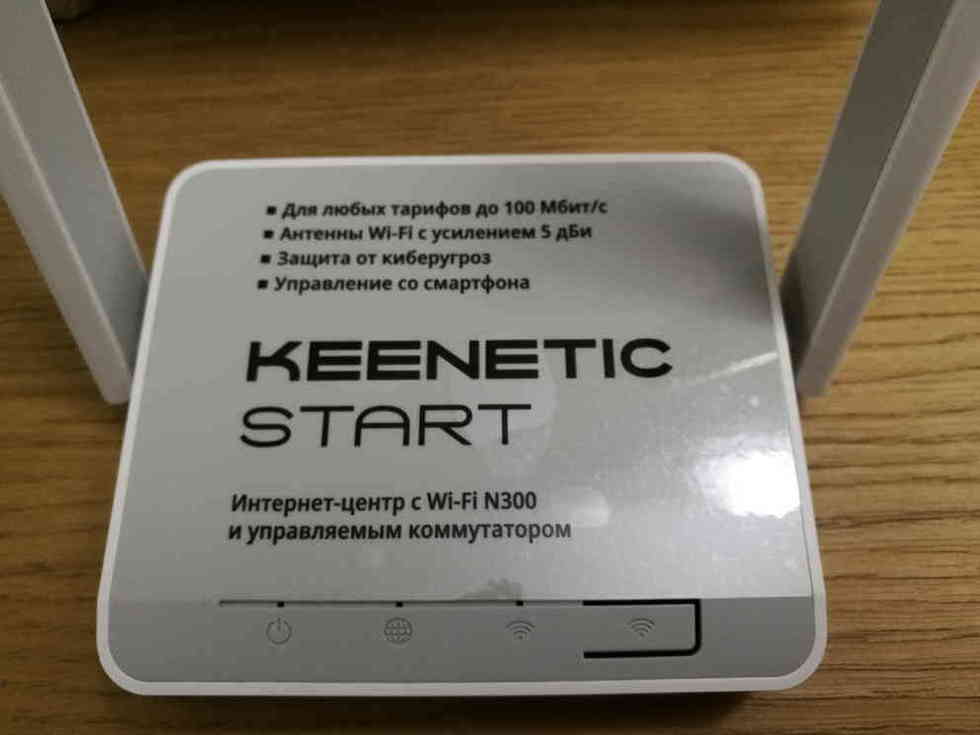 ▪ Для любых тарифов до 100 Мбит/с
▪ Антенны Wi-Fi с усилением 5 дБи
▪ Защита от киберугроз
▪ Управление со смартфона
KEENETIC
START
Интернет-центр с Wi-Fi N300
и управляемым коммутатором